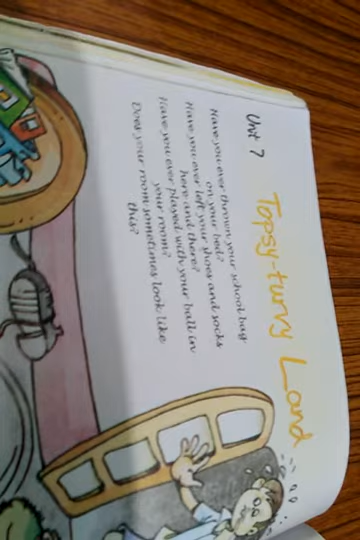 Unit 7
Topsy-turvy Land
Have you ever thrown your school bag
on your bed?
Have you ever left your shoes and socks
here and there?
Have you ever played with your ball in
your room?
Does your room sometimes look like
this?